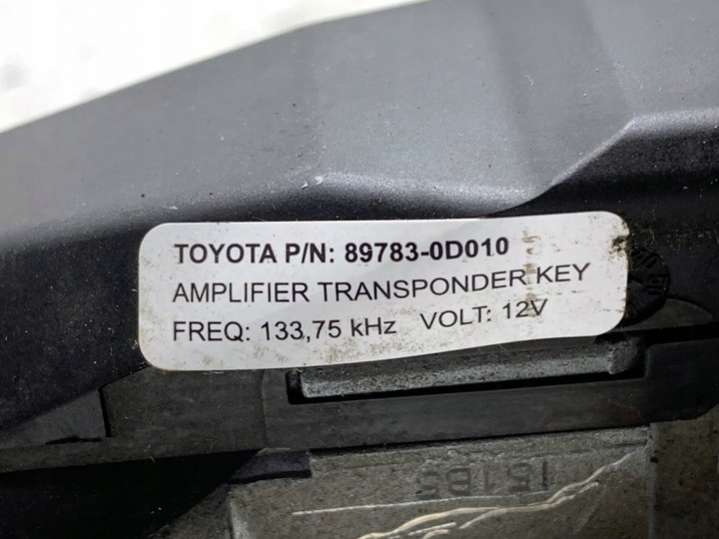 TOYOTA P/N: 89783-0D010
AMPLIFIER TRANSPONDER KEY
FREQ: 133,75 kHz VOLT: 12V